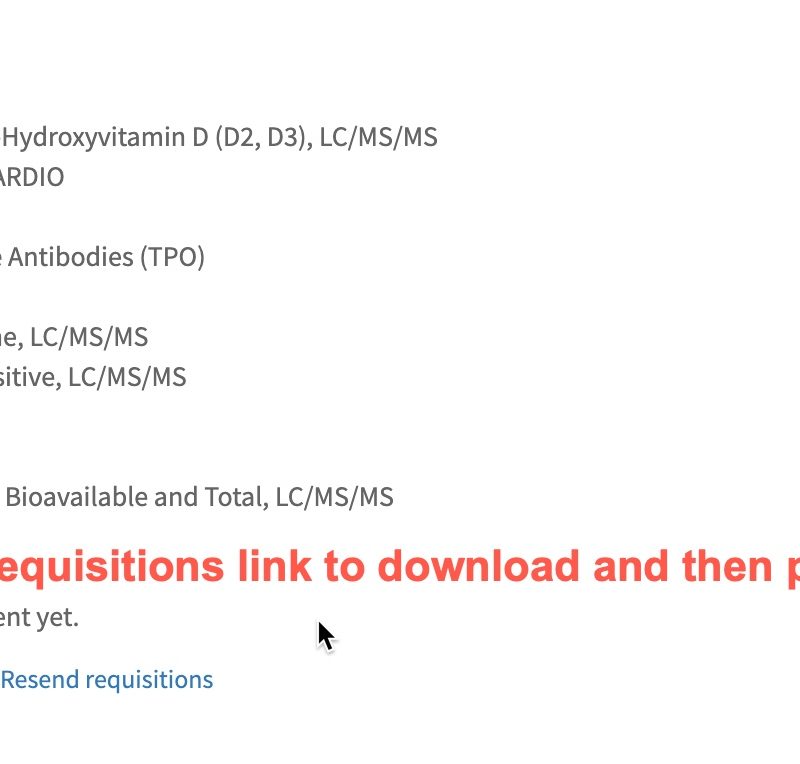 Hydroxyvitamin D (D2, D3), LC/MS/MS
ARDIO
e Antibodies (TPO)
ne, LC/MS/MS
sitive, LC/MS/MS
Bioavailable and Total, LC/MS/MS
equisitions link to download and then p
ent yet.
Resend requisitions